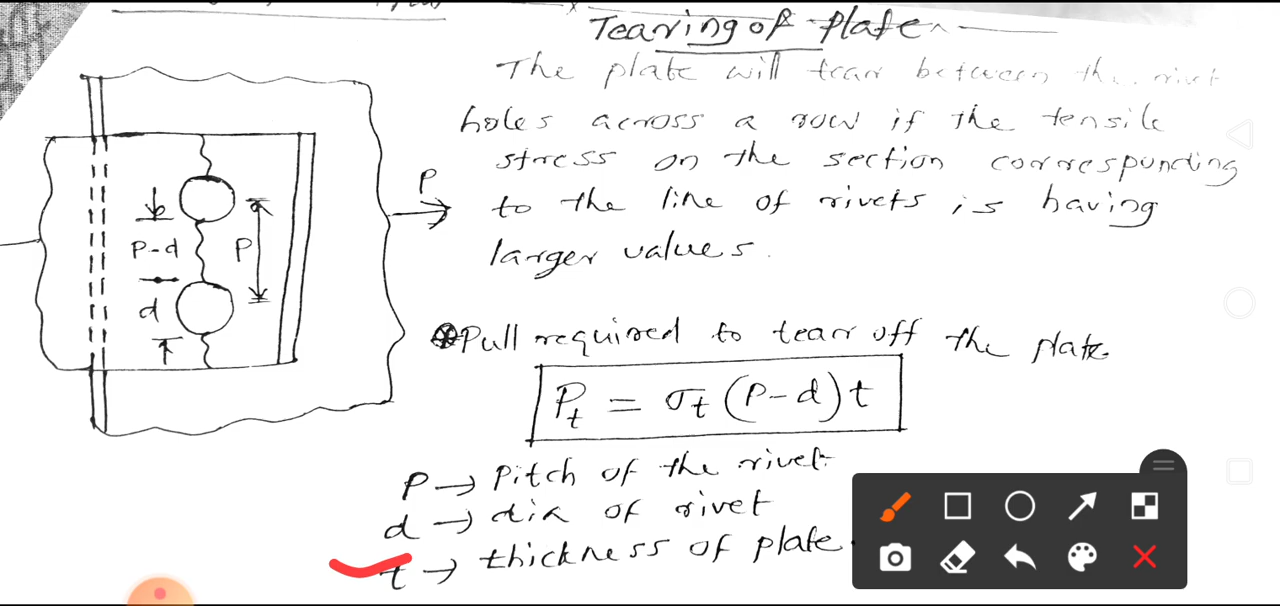 Tearing of Plate
The plate will tear between the rivet
holes across a row if the tensile
stress on the section correspunding
to the line of rivets is having
larger values.
P
P-d
P
d
Pull required to tear off the plate.
Pt = σt (P-d) t
P → Pitch of the rivet
d → dia of rivet
t → thickness of plate.